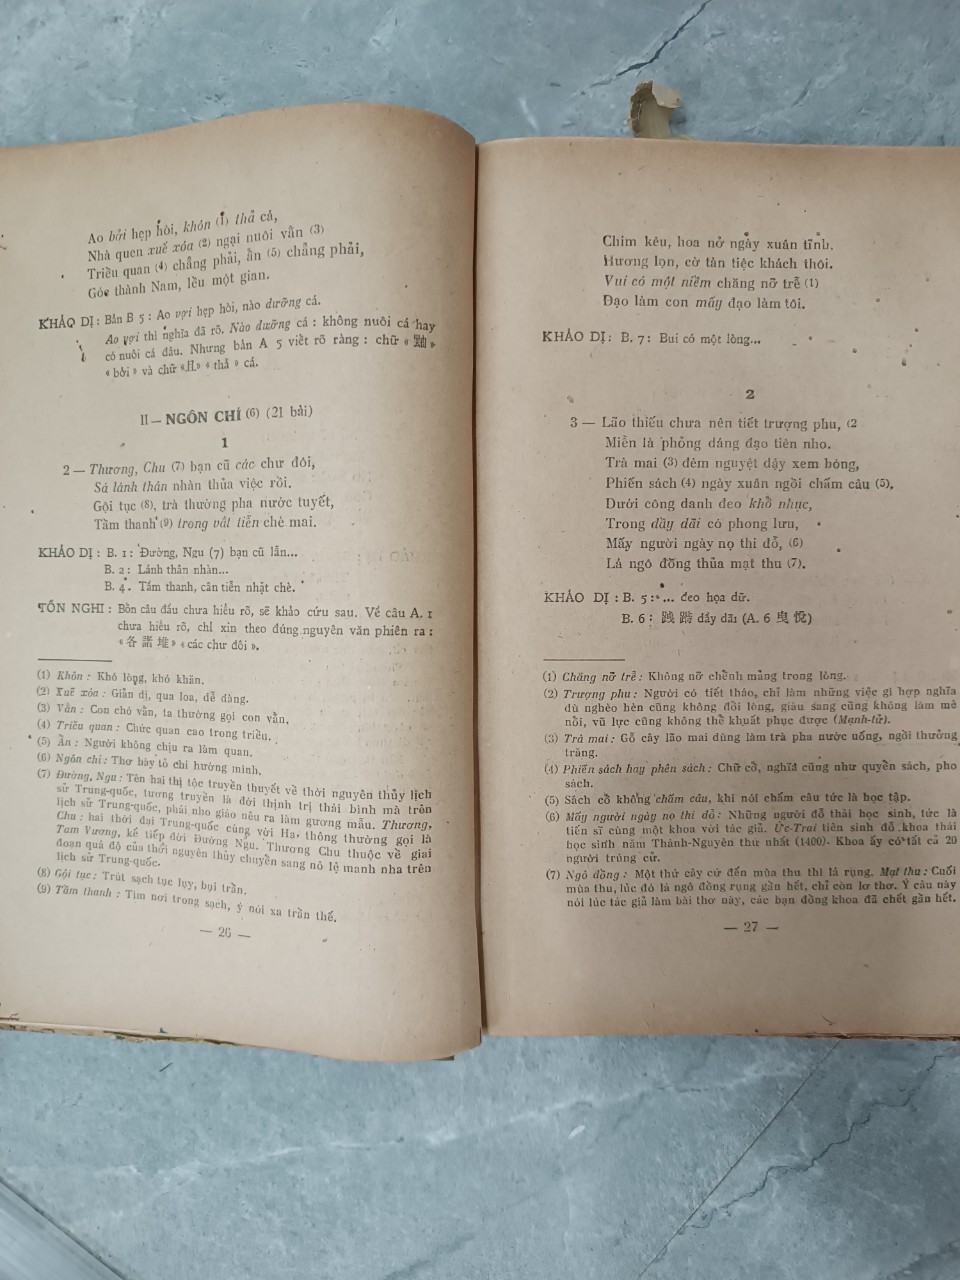 Ao bởi hẹp hòi, khôn (1) thả cá,
Nhà quen xuế xóa (2) ngại nuôi vằn (3)
Triều quan (4) chẳng phải, ẩn (5) chẳng phải,
Góc thành Nam, lều một gian.
KHẢO DỊ : Bản B 5 : Ao vợi hẹp hòi, nào dưỡng cá.
Ao vợi thì nghĩa đã rõ. Nào dưỡng cá : không nuôi cá hay
có nuôi cá đâu. Nhưng bản A 5 viết rõ ràng : chữ
« bởi » và chữ « thả » cá.
II — NGÔN CHÍ (6) (21 bài)
1
2 — Thương, Chu (7) bạn cũ các chư đôi,
Sá lánh thân nhàn thủa việc rồi.
Gội tục (8), trà thường pha nước tuyết,
Tầm thanh (9) trong vắt tiễn chè mai.
KHẢO DỊ : B. 1 : Đường, Ngu (7) bạn cũ lẫn...
B. 2 : Lánh thân nhàn...
B. 4. Tầm thanh, cân tiễn nhặt chè.
TỒN NGHI : Bốn câu đầu chưa hiểu rõ, sẽ khảo cứu sau. Về câu A. 1
chưa hiểu rõ, chỉ xin theo đúng nguyên văn phiên ra :
«各諸堆» « các chư đôi ».
(1) Khôn : Khó lòng, khó khăn.
(2) Xuế xóa : Giản dị, qua loa, dễ dàng.
(3) Vằn : Con chó vằn, ta thường gọi con vằn.
(4) Triều quan : Chức quan cao trong triều.
(5) Ẩn : Người không chịu ra làm quan.
(6) Ngôn chí : Thơ bày tỏ chí hướng mình.
(7) Đường, Ngu : Tên hai thị tộc truyền thuyết về thời nguyên thủy lịch
sử Trung-quốc, tương truyền là đời thịnh trị thái bình mà trên
lịch sử Trung-quốc, phái nho giáo nêu ra làm gương mẫu. Thương,
Chu : hai thời đại Trung-quốc cùng với Hạ, thông thường gọi là
Tam Vương, kế tiếp đời Đường Ngu. Thương Chu thuộc về giai
đoạn quá độ của thời nguyên thủy chuyển sang nô lệ manh nha trên
lịch sử Trung-quốc.
(8) Gội tục : Trút sạch tục lụy, bụi trần.
(9) Tầm thanh : Tìm nơi trong sạch, ý nói xa trần thế.
— 26 —
Chim kêu, hoa nở ngày xuân tĩnh.
Hương lọn, cờ tàn tiệc khách thôi.
Vui có một niềm chăng nỡ trễ (1)
Đạo làm con mấy đạo làm tôi.
KHẢO DỊ : B. 7 : Bui có một lòng...
2
3 — Lão thiếu chưa nên tiết trượng phu, (2
Miễn là phỏng dáng đạo tiên nho.
Trà mai (3) đêm nguyệt dậy xem bóng,
Phiến sách (4) ngày xuân ngồi chấm câu (5),
Dưới công danh đeo khổ nhục,
Trong dầy dãi có phong lưu,
Mấy người ngày nọ thi đỗ, (6)
Lá ngô đồng thủa mạt thu (7).
KHẢO DỊ : B. 5 : ... đeo họa dữ.
B. 6 : dầy dãi (A. 6 曳 悅)
(1) Chăng nỡ trễ : Không nỡ chểnh mảng trong lòng.
(2) Trượng phu : Người có tiết tháo, chỉ làm những việc gì hợp nghĩa
dù nghèo hèn cũng không đổi lòng, giàu sang cũng không làm mê
nổi, vũ lực cũng không thể khuất phục được (Mạnh-tử).
(3) Trà mai : Gỗ cây lão mai dùng làm trà pha nước uống, ngồi thưởng
trăng.
(4) Phiến sách hay phên sách : Chữ cổ, nghĩa cũng như quyển sách, pho
sách.
(5) Sách cổ không chấm câu, khi nói chấm câu tức là học tập.
(6) Mấy người ngày nọ thi đỗ : Những người đỗ thái học sinh, tức là
tiến sĩ cùng một khoa với tác giả. Ức-Trai tiên sinh đỗ khoa thái
học sinh năm Thánh-Nguyên thứ nhất (1400). Khoa ấy có tất cả 20
người trúng cử.
(7) Ngô đồng : Một thứ cây cứ đến mùa thu thì lá rụng. Mạt thu : Cuối
mùa thu, lúc đó lá ngô đồng rụng gần hết, chỉ còn lơ thơ. Ý câu này
nói lúc tác giả làm bài thơ này, các bạn đồng khoa đã chết gần hết.
— 27 —